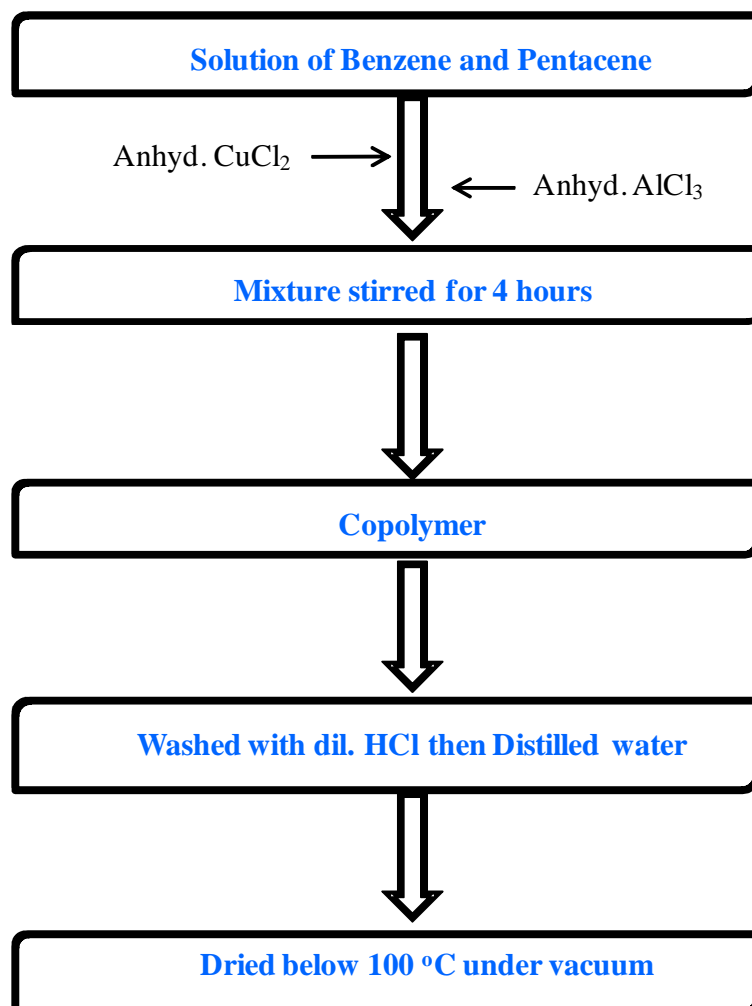 Solution of Benzene and Pentacene
Anhyd. CuCl₂
Anhyd. AlCl₃
Mixture stirred for 4 hours
Copolymer
Washed with dil. HCl then Distilled water
Dried below 100 °C under vacuum